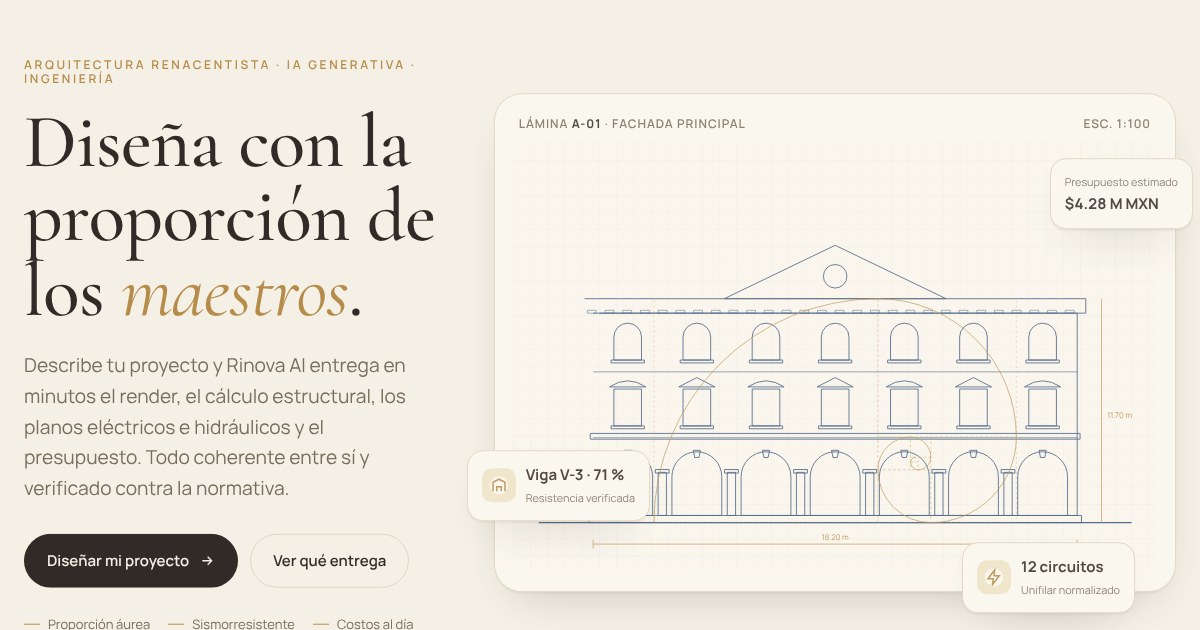 ARQUITECTURA RENACENTISTA · IA GENERATIVA ·
INGENIERÍA
Diseña con la
proporción de
los maestros.
Describe tu proyecto y Rinova AI entrega en
minutos el render, el cálculo estructural, los
planos eléctricos e hidráulicos y el
presupuesto. Todo coherente entre sí y
verificado contra la normativa.
Diseñar mi proyecto →
Ver qué entrega
Proporción áurea
Sismorresistente
Costos al día
LÁMINA A-01 · FACHADA PRINCIPAL
ESC. 1:100
Presupuesto estimado
$4.28 M MXN
11.70 m
Viga V-3 · 71 %
Resistencia verificada
18.20 m
12 circuitos
Unifilar normalizado